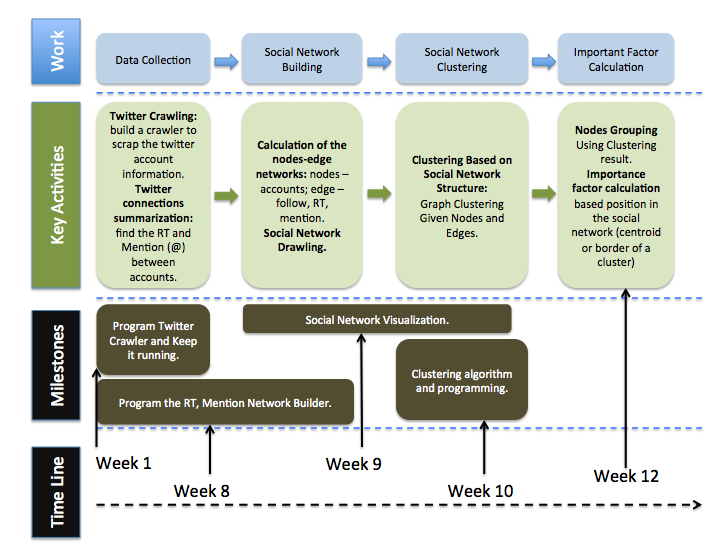 Work
Data Collection
Social Network
Building
Social Network
Clustering
Important Factor
Calculation
Key Activities
Twitter Crawling:
build a crawler to
scrap the twitter
account
information.
Twitter
connections
summarization:
find the RT and
Mention (@)
between
accounts.
Calculation of the
nodes-edge
networks: nodes –
accounts; edge –
follow, RT,
mention.
Social Network
Drawling.
Clustering Based on
Social Network
Structure:
Graph Clustering
Given Nodes and
Edges.
Nodes Grouping
Using Clustering
result.
Importance
factor calculation
based position in
the social
network (centroid
or border of a
cluster)
Milestones
Program Twitter
Crawler and Keep
it running.
Social Network Visualization.
Clustering algorithm
and programming.
Program the RT, Mention Network Builder.
Time Line
Week 1
Week 8
Week 9
Week 10
Week 12